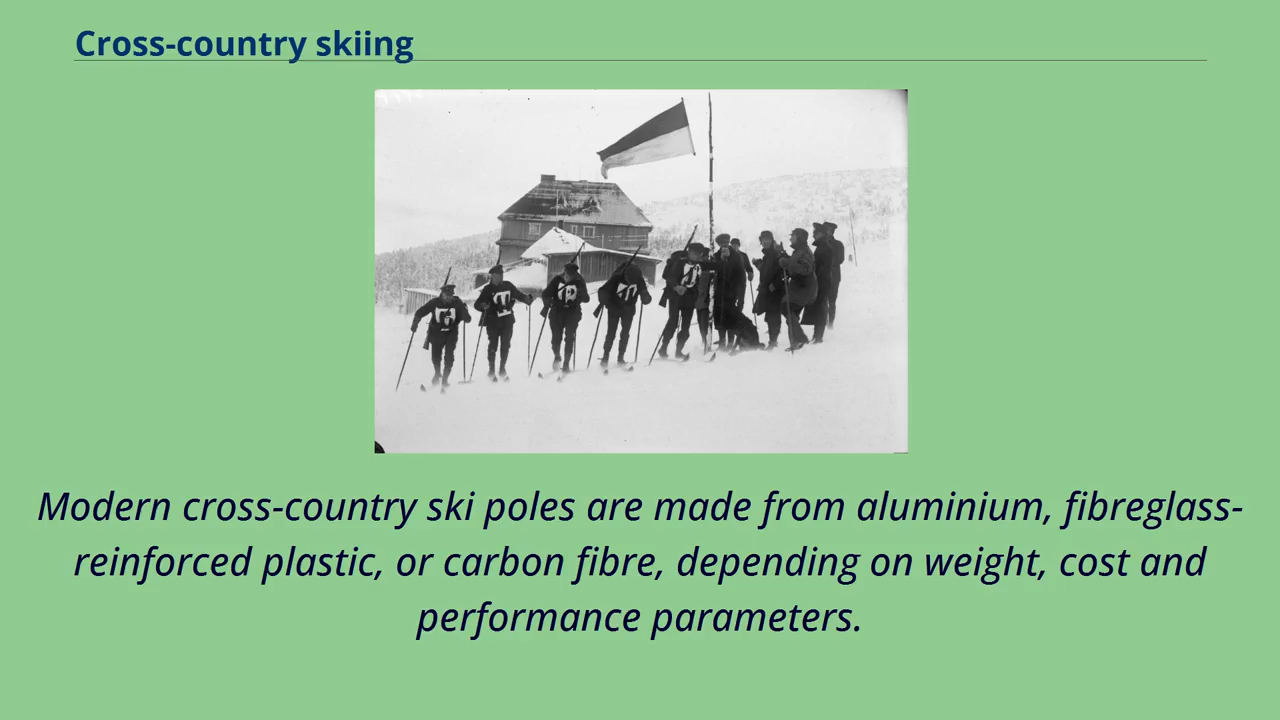 Cross-country skiing
Modern cross-country ski poles are made from aluminium, fibreglass-
reinforced plastic, or carbon fibre, depending on weight, cost and
performance parameters.